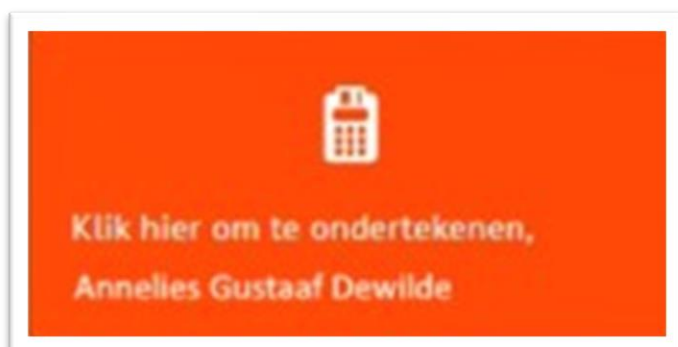 Klik hier om te ondertekenen,
Annelies Gustaaf Dewilde